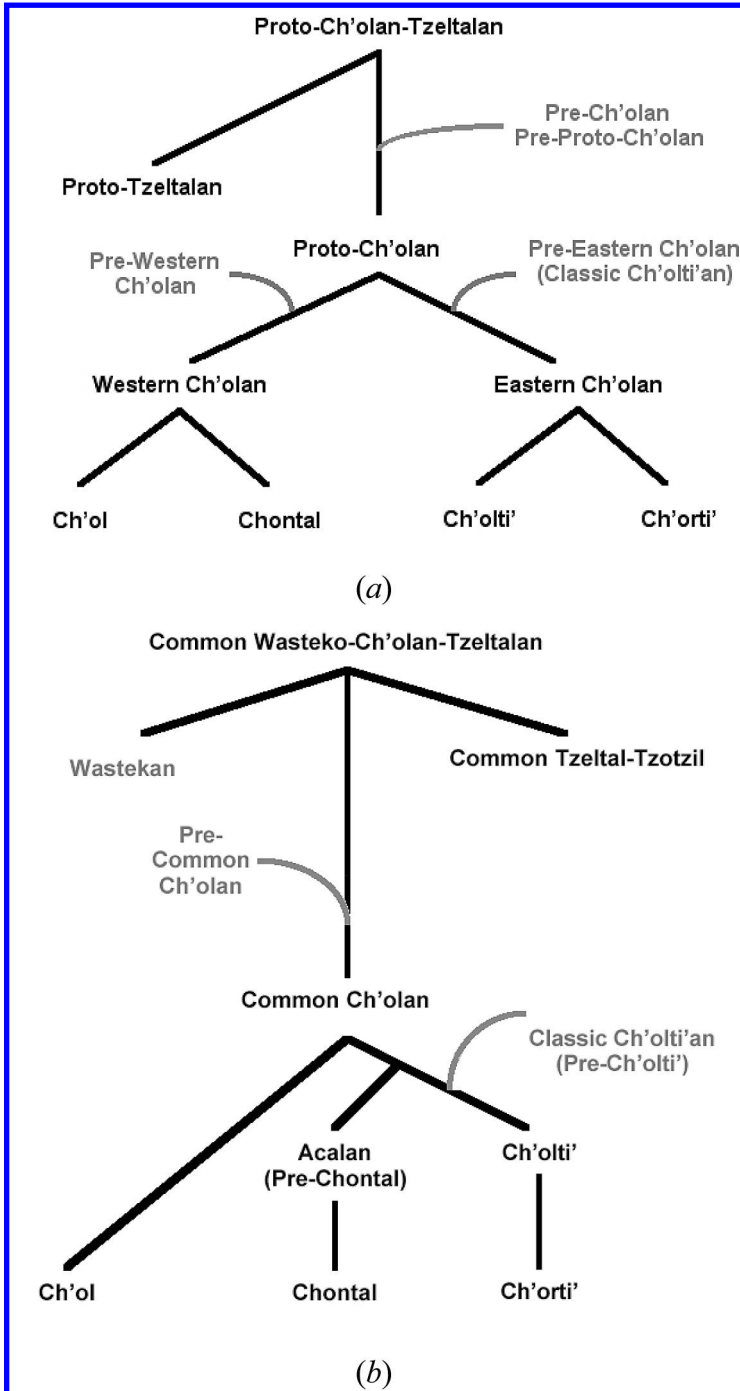 Proto-Ch'olan-Tzeltalan
Pre-Ch'olan
Pre-Proto-Ch'olan
Proto-Tzeltalan
Proto-Ch'olan
Pre-Western
Ch'olan
Pre-Eastern Ch'olan
(Classic Ch'olti'an)
Western Ch'olan
Eastern Ch'olan
Ch'ol
Chontal
Ch'olti'
Ch'orti'
(a)
Common Wasteko-Ch'olan-Tzeltalan
Wastekan
Common Tzeltal-Tzotzil
Pre-
Common
Ch'olan
Common Ch'olan
Classic Ch'olti'an
(Pre-Ch'olti')
Acalan
(Pre-Chontal)
Ch'olti'
Ch'ol
Chontal
Ch'orti'
(b)